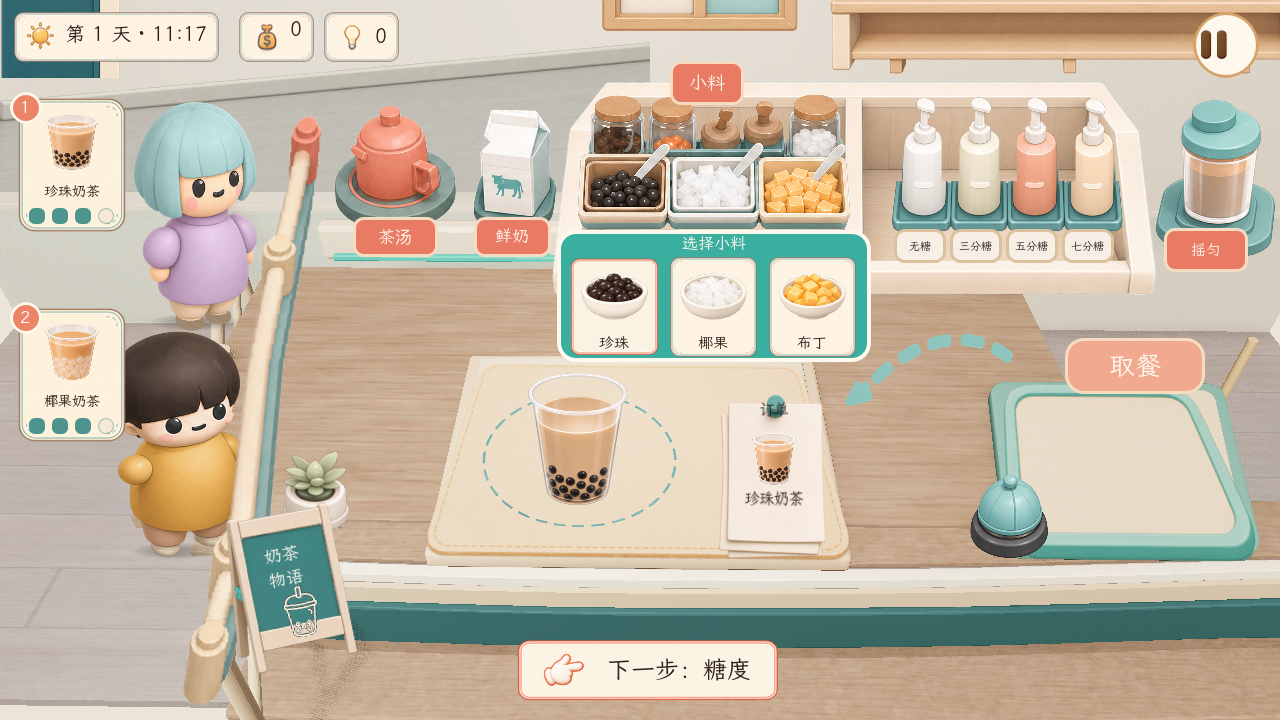 第 1 天·11:17
0
0
小料
1
珍珠奶茶
茶汤
鲜奶
无糖
三分糖
五分糖
七分糖
摇匀
选择小料
珍珠
椰果
布丁
2
椰果奶茶
取餐
订单
珍珠奶茶
奶茶
物语
下一步: 糖度